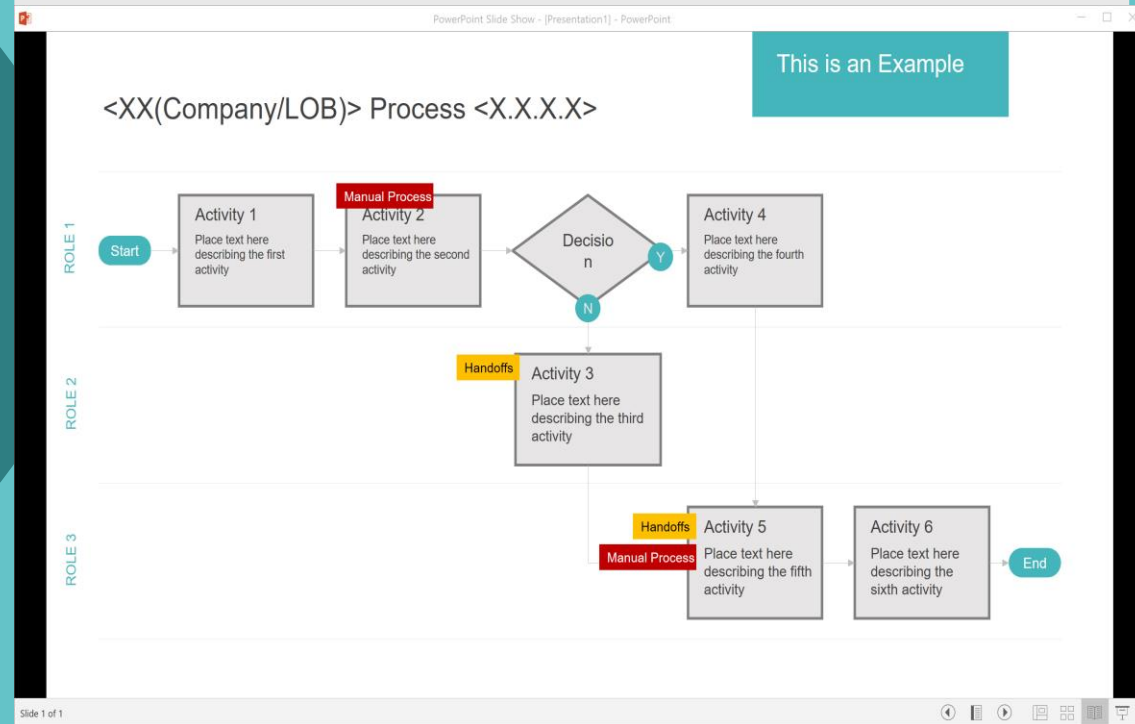 PowerPoint Slide Show - [Presentation1] - PowerPoint
This is an Example
<XX(Company/LOB)> Process <X.X.X.X>
ROLE 1
Start
Activity 1
Place text here
describing the first
activity
Manual Process
Activity 2
Place text here
describing the second
activity
Decisio
n
Y
N
Activity 4
Place text here
describing the fourth
activity
ROLE 2
Handoffs
Activity 3
Place text here
describing the third
activity
ROLE 3
Handoffs
Manual Process
Activity 5
Place text here
describing the fifth
activity
Activity 6
Place text here
describing the
sixth activity
End
Slide 1 of 1